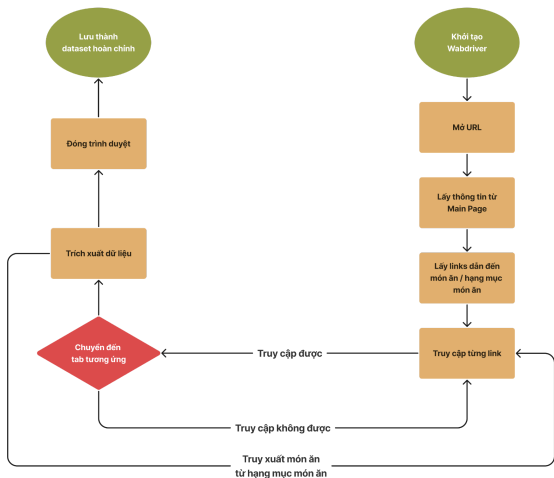 Lưu thành
dataset hoàn chỉnh
Khởi tạo
Wabdriver
Đóng trình duyệt
Mở URL
Lấy thông tin từ
Main Page
Trích xuất dữ liệu
Lấy links dẫn đến
món ăn / hạng mục
món ăn
Chuyển đến
tab tương ứng
Truy cập được
Truy cập từng link
Truy cập không được
Truy xuất món ăn
từ hạng mục món ăn